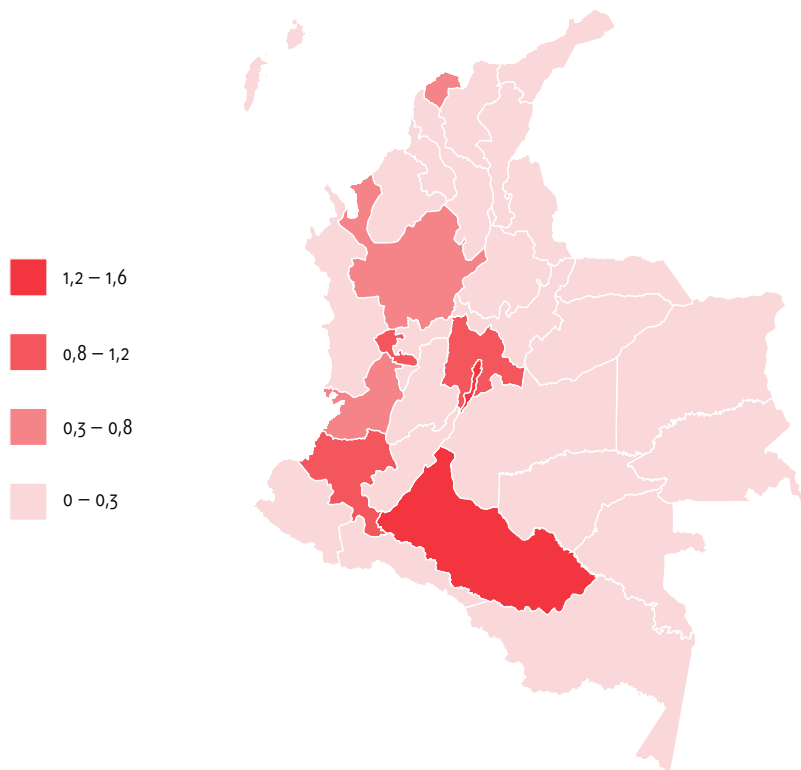 1,2 – 1,6
0,8 – 1,2
0,3 – 0,8
0 – 0,3